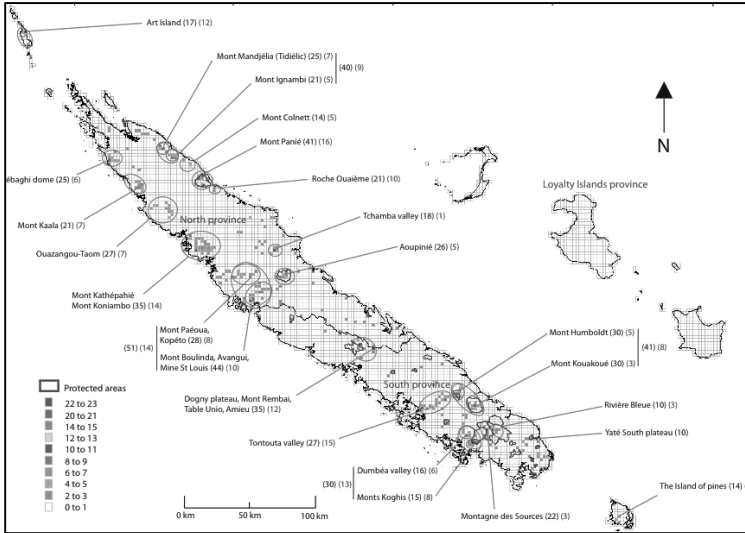 Art Island (17) (12)
Mont Mandjélia (Tidiélic) (25) (7)
(40) (9)
Mont Ignambi (21) (5)
Mont Colnett (14) (5)
Mont Panié (41) (16)
Roche Ouaième (21) (10)
N
ébaghi dome (25) (6)
Loyalty Islands province
Mont Kaala (21) (7)
North province
Tchamba valley (18) (1)
Ouazangou-Taom (27) (7)
Aoupinié (26) (5)
Mont Kathépahié
Mont Koniambo (35) (14)
Mont Paéoua,
Kopéto (28) (8)
(51) (14)
Mont Boulinda, Avangui,
Mine St Louis (44) (10)
Mont Humboldt (30) (5)
(41) (8)
Mont Kouakoué (30) (3)
Dogny plateau, Mont Rembai,
Table Unio, Amieu (35) (12)
South province
Rivière Bleue (10) (3)
Tontouta valley (27) (15)
Yaté South plateau (10)
Dumbéa valley (16) (6)
(30) (13)
Monts Koghis (15) (8)
Montagne des Sources (22) (3)
The Island of pines (14)
Protected areas
22 to 23
20 to 21
14 to 15
12 to 13
10 to 11
8 to 9
6 to 7
4 to 5
2 to 3
0 to 1
0 km
50 km
100 km